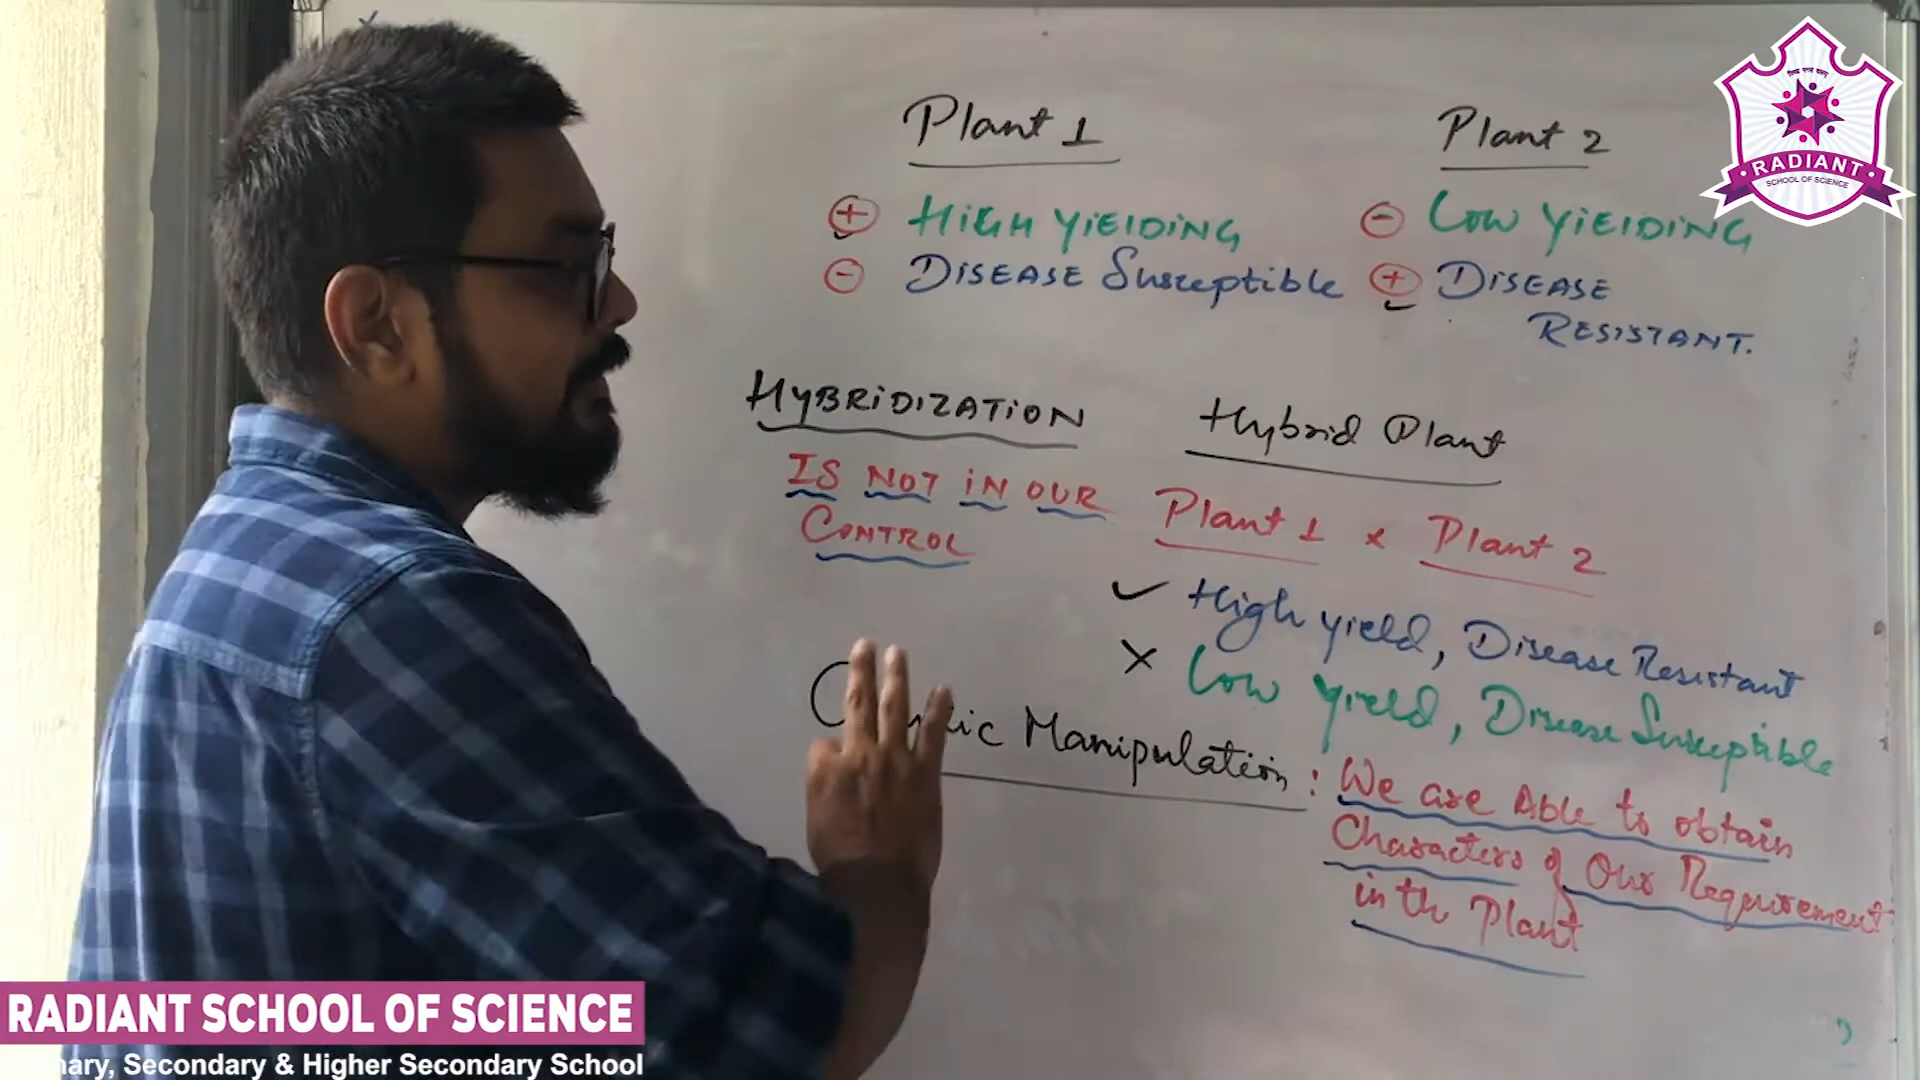 Plant 1
Plant 2
+ HIGH YIELDING
- LOW YIELDING
- DISEASE Susceptible
+ DISEASE
RESISTANT.
HYBRIDIZATION
IS NOT IN OUR
CONTROL
Hybrid Plant
Plant 1 x Plant 2
✓ High yield, Disease Resistant
X Low yield, Disease Susceptible
Manipulation : We are Able to obtain
Characters of Our Requirement
in the Plant
RADIANT
SCHOOL OF SCIENCE
RADIANT SCHOOL OF SCIENCE
Secondary & Higher Secondary School